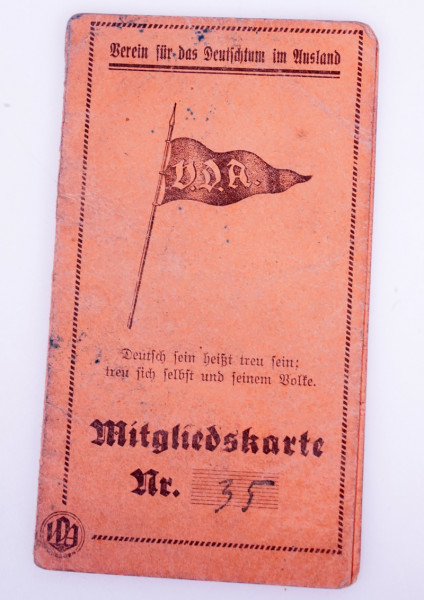 Verein für das Deutschtum im Ausland
V.D.A.
Deutsch sein heißt treu sein;
treu sich selbst und seinem Volke.
Mitgliedskarte
Nr. 35
VDA